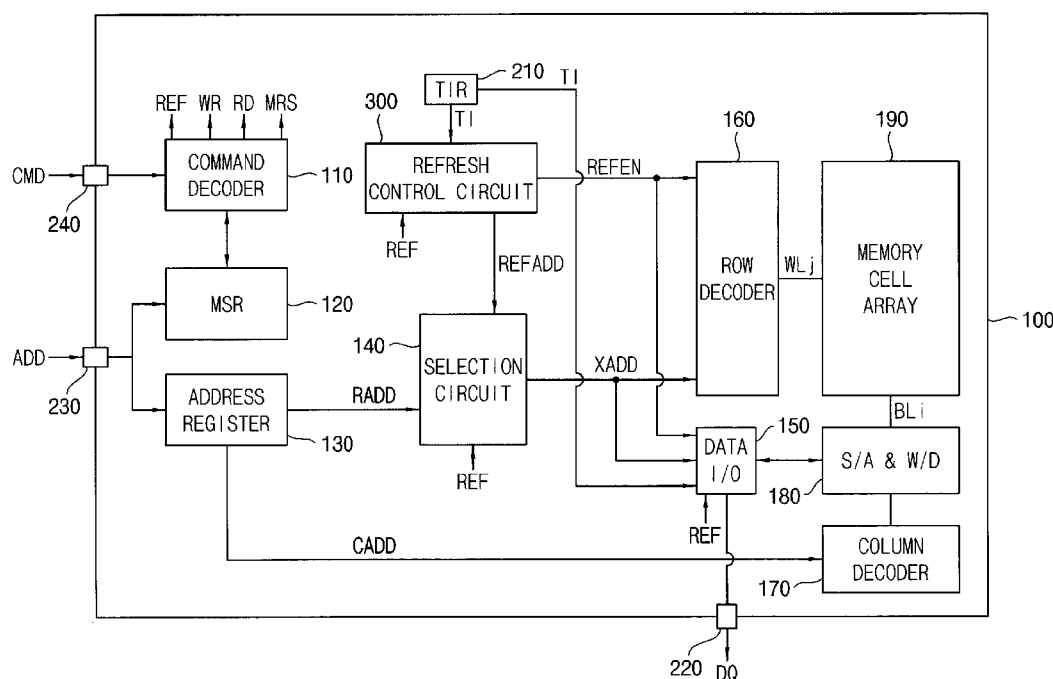 210
TI
TIR
TI
REF WR RD MRS
300
160
190
CMD
COMMAND
DECODER
110
REFRESH
CONTROL CIRCUIT
REFEN
240
REF
REFADD
ROW
DECODER
WLj
MEMORY
CELL
ARRAY
MSR
120
100
140
ADD
230
SELECTION
CIRCUIT
XADD
ADDRESS
REGISTER
130
RADD
BLi
150
DATA
I/O
S/A & W/D
180
REF
REF
CADD
COLUMN
DECODER
170
220
DQ